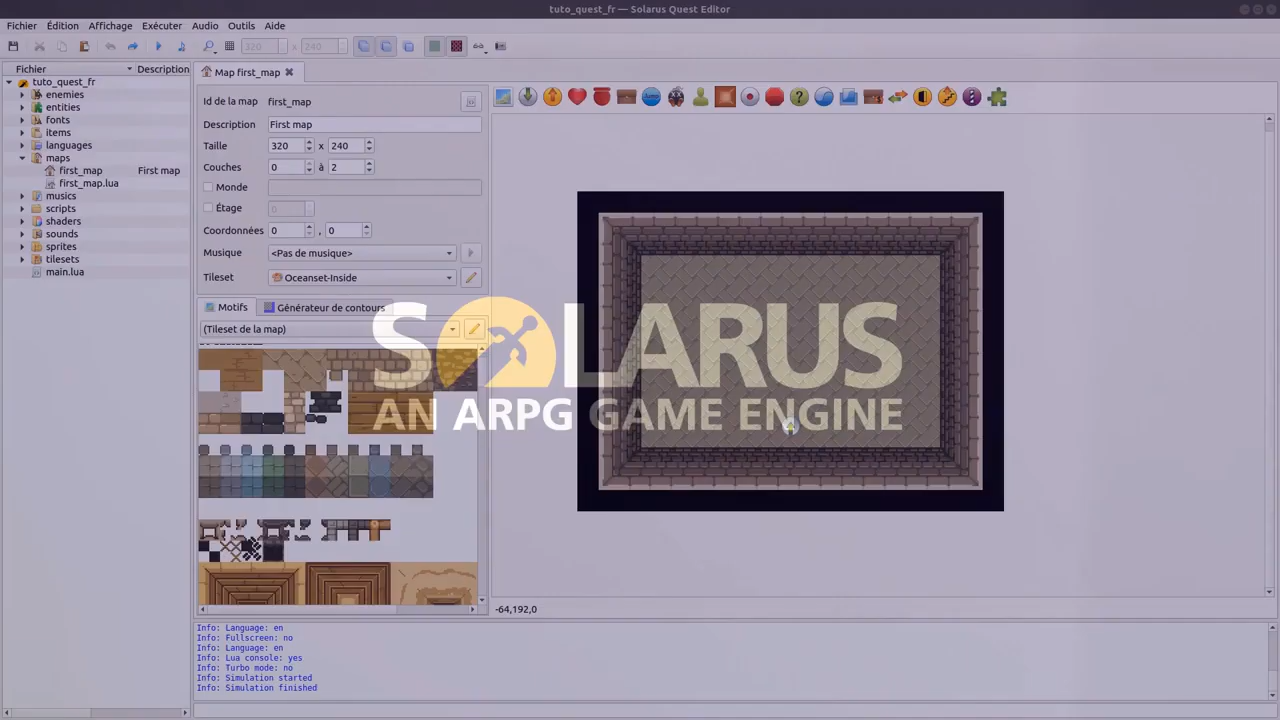 tuto_quest_fr — Solarus Quest Editor
Fichier Édition Affichage Exécuter Audio Outils Aide
320 x 240
Fichier Description
tuto_quest_fr
enemies
entities
fonts
items
languages
maps
first_map First map
first_map.lua
musics
scripts
shaders
sounds
sprites
tilesets
main.lua
Map first_map
Id de la map first_map
Description First map
Taille 320 x 240
Couches 0 à 2
Monde
Étage 0
Coordonnées 0 , 0
Musique <Pas de musique>
Tileset Oceanset-Inside
Motifs Générateur de contours
(Tileset de la map)
Jump
SOLARUS
AN ARPG GAME ENGINE
-64,192,0
Info: Language: en
Info: Fullscreen: no
Info: Language: en
Info: Lua console: yes
Info: Turbo mode: no
Info: Simulation started
Info: Simulation finished